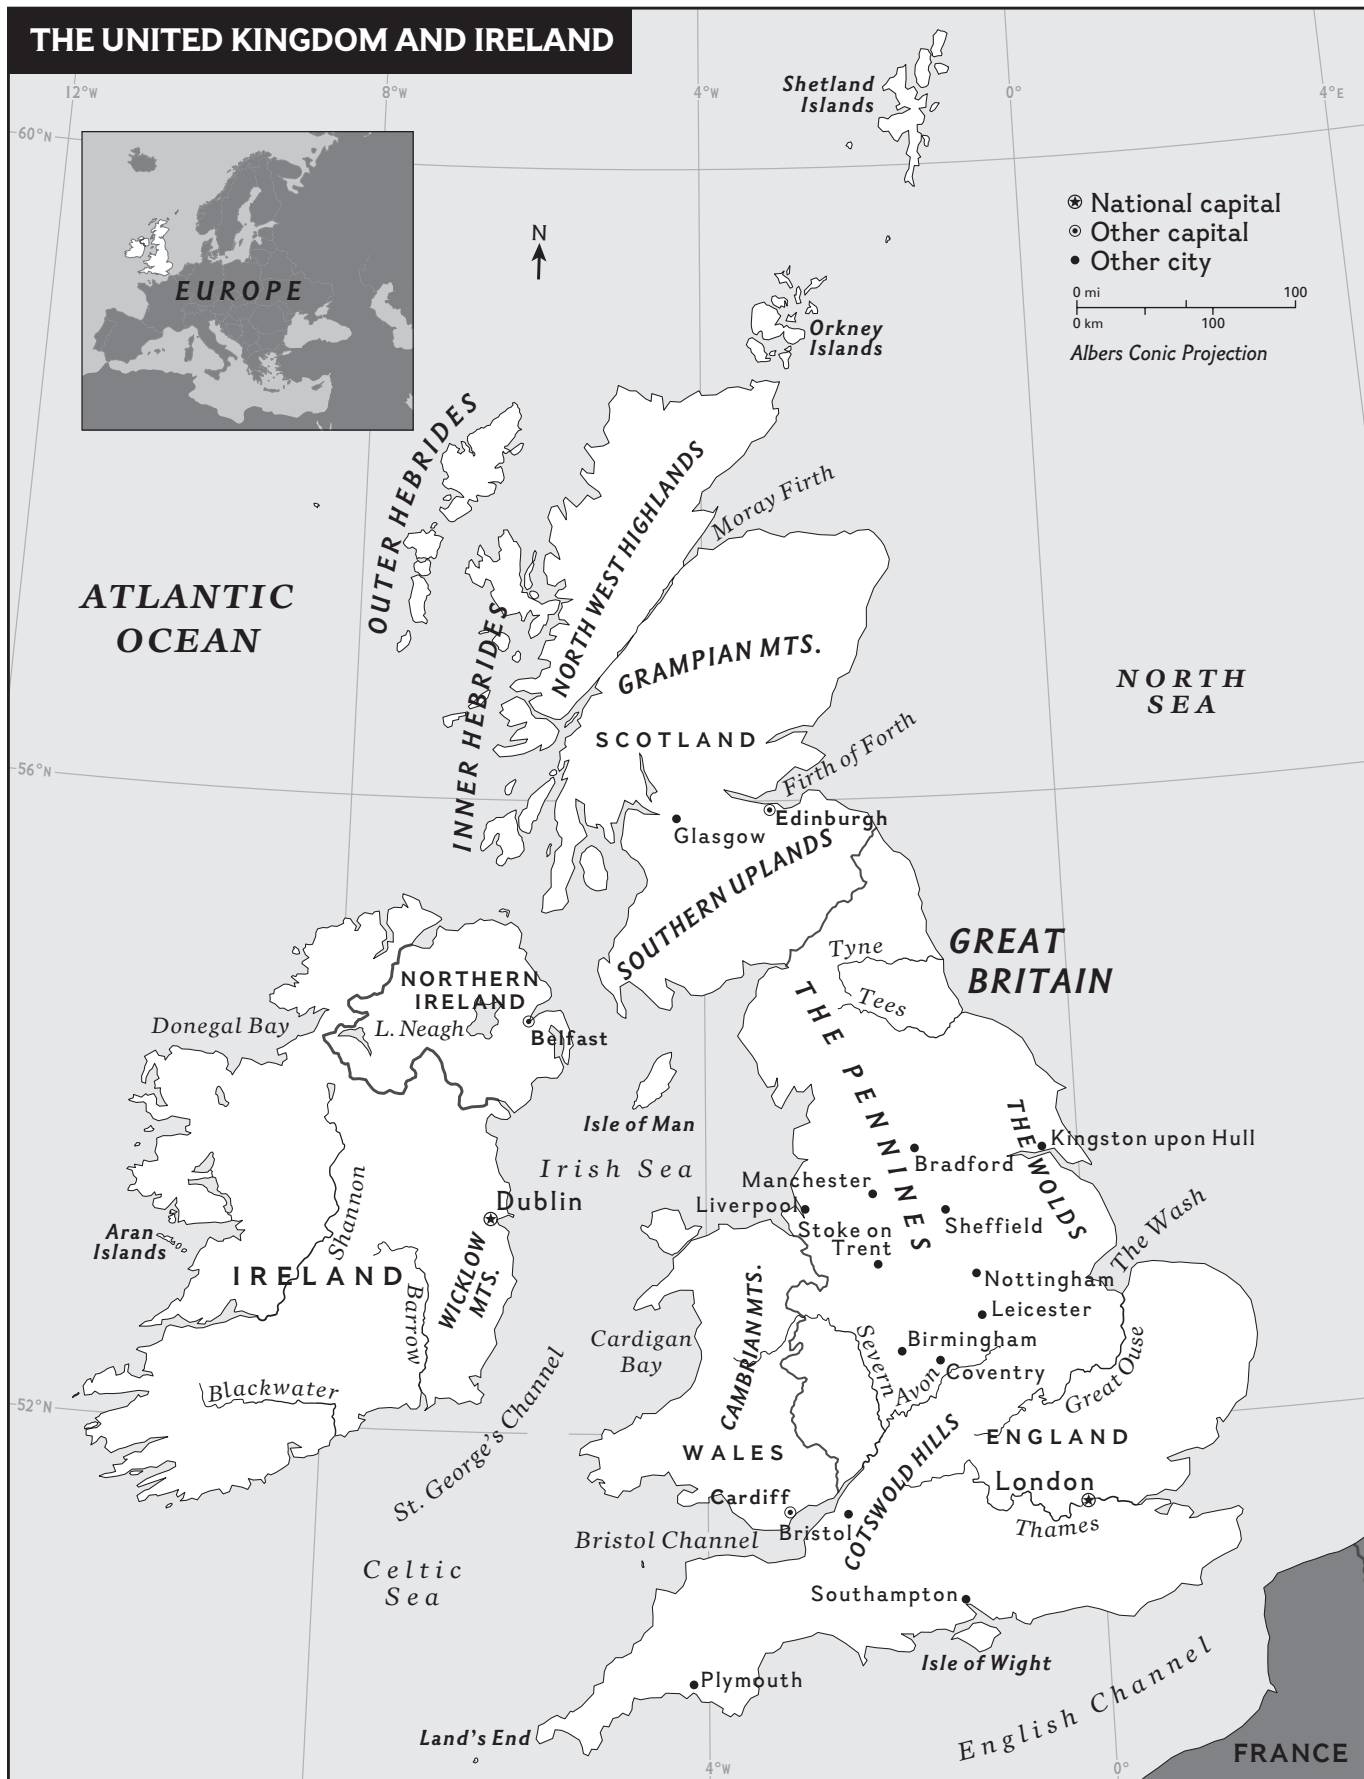 THE UNITED KINGDOM AND IRELAND
12°W
8°W
4°W
0°
4°E
60°N
Shetland
Islands
National capital
Other capital
Other city
0 mi
100
0 km
100
Albers Conic Projection
N
EUROPE
Orkney
Islands
OUTER HEBRIDES
NORTH WEST HIGHLANDS
Moray Firth
ATLANTIC
OCEAN
INNER HEBRIDES
GRAMPIAN MTS.
NORTH
SEA
SCOTLAND
Firth of Forth
56°N
Edinburgh
Glasgow
SOUTHERN UPLANDS
GREAT
BRITAIN
Tyne
Tees
NORTHERN
IRELAND
L. Neagh
Belfast
Donegal Bay
THE PENNINES
Isle of Man
Irish Sea
THE WOLDS
Kingston upon Hull
Bradford
Manchester
Liverpool
Sheffield
Stoke on
Trent
The Wash
Dublin
Shannon
Aran
Islands
IRELAND
WICKLOW
MTS.
Barrow
Nottingham
Leicester
Birmingham
Coventry
Severn
Avon
Great Ouse
CAMBRIAN MTS.
Cardigan
Bay
Blackwater
52°N
St. George's Channel
WALES
ENGLAND
COTSWOLD HILLS
London
Thames
Cardiff
Bristol
Bristol Channel
Celtic
Sea
Southampton
Isle of Wight
Plymouth
English Channel
Land's End
FRANCE
4°W
0°